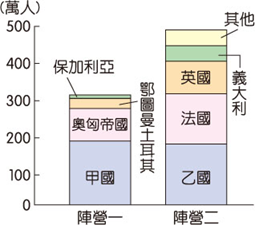 (萬人)
500
400
300
200
100
0
保加利亞
鄂圖曼土耳其
奧匈帝國
甲國
陣營一
其他
義大利
英國
法國
乙國
陣營二